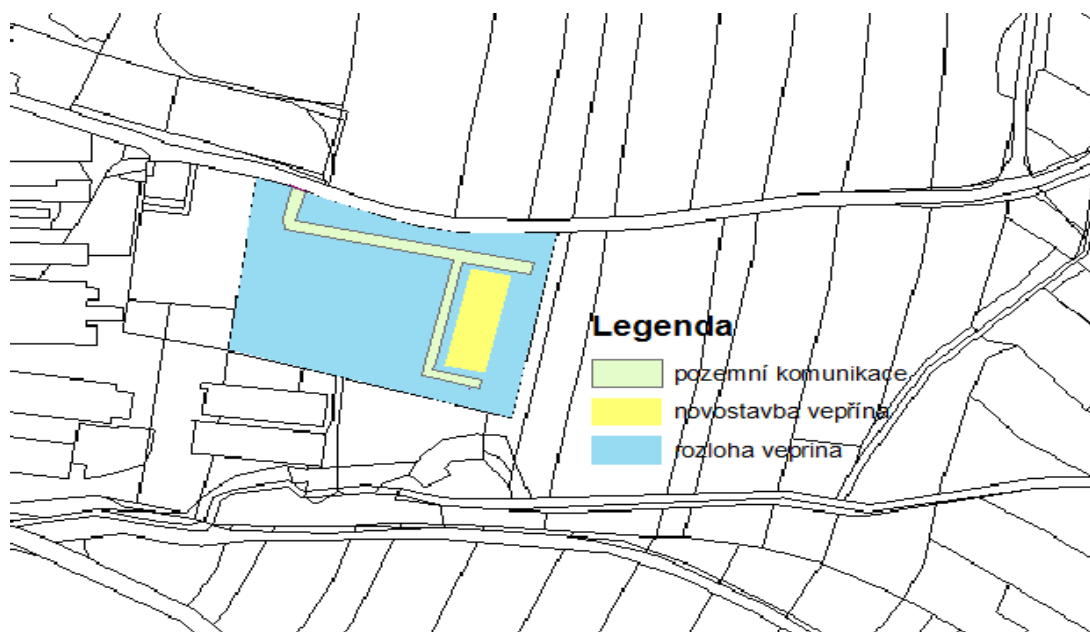 Legenda
pozemní komunikace
novostavba vepřína
rozloha vepřína